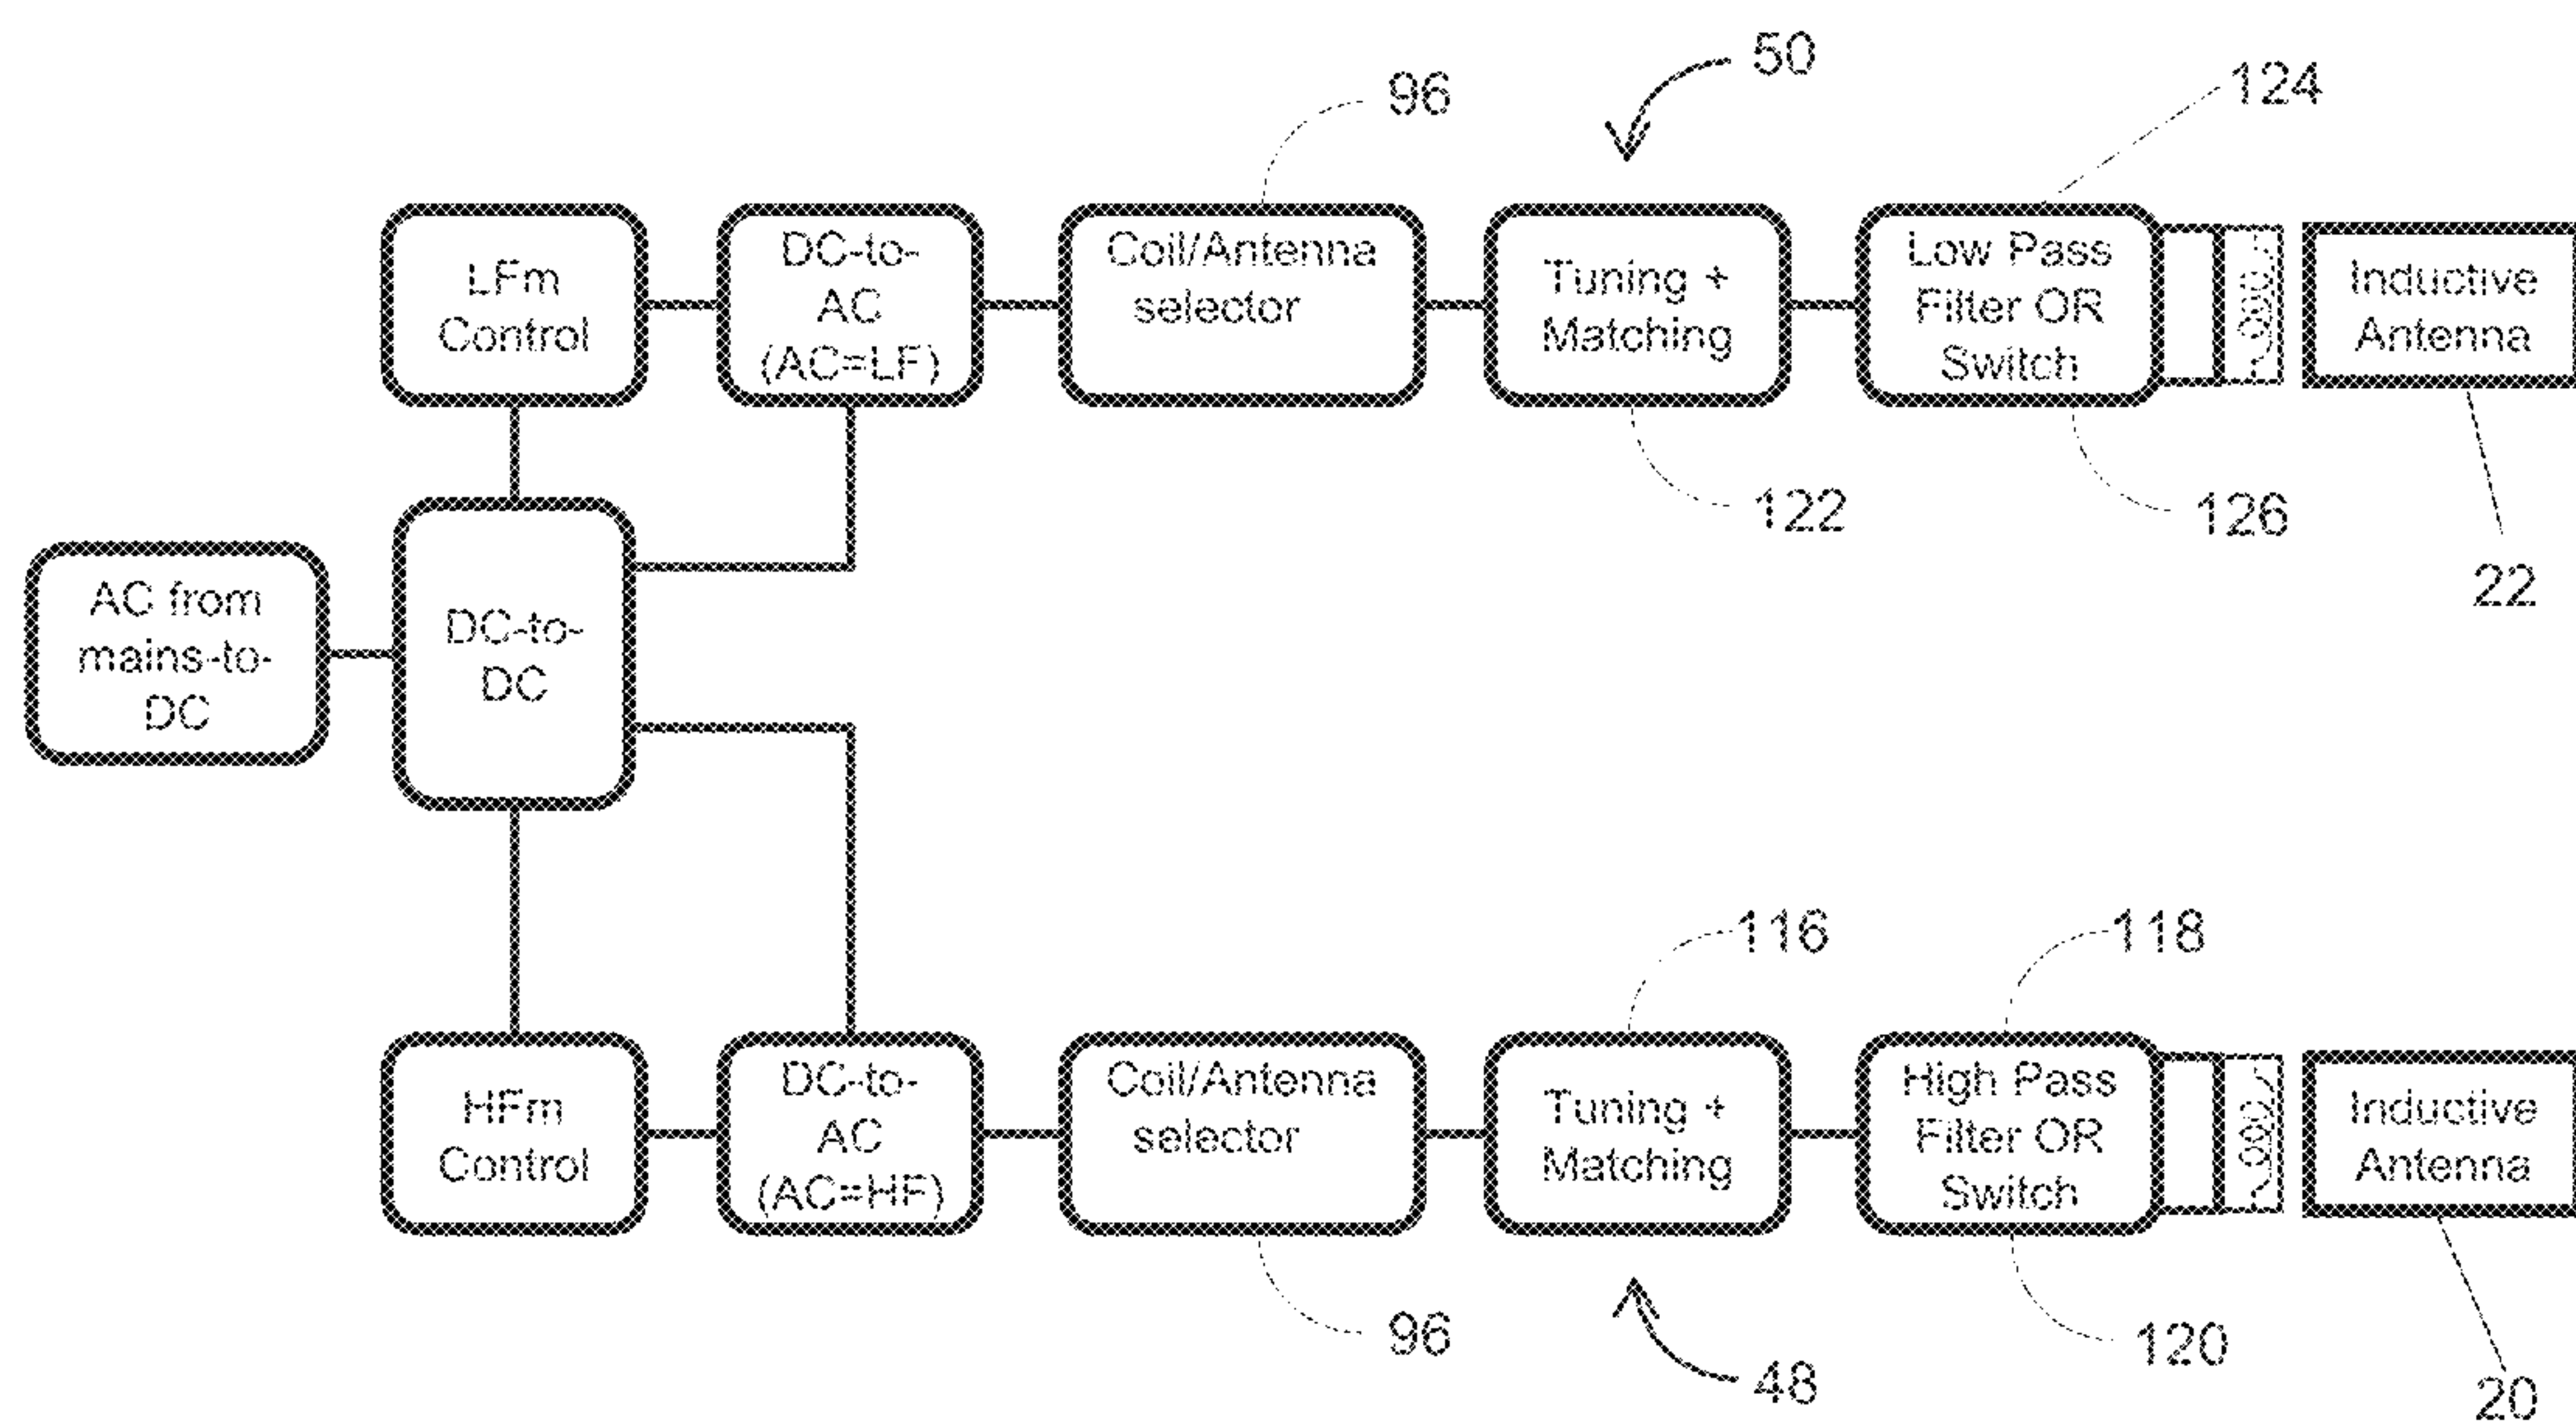 50
96
124
LFm
Control
DC-to-
AC
(AC=LF)
Coil/Antenna
selector
Tuning +
Matching
Low Pass
Filter OR
Switch
Inductive
Antenna
122
126
22
AC from
mains-to-
DC
DC-to-
DC
116
118
HFm
Control
DC-to-
AC
(AC=HF)
Coil/Antenna
selector
Tuning +
Matching
High Pass
Filter OR
Switch
Inductive
Antenna
96
48
120
20